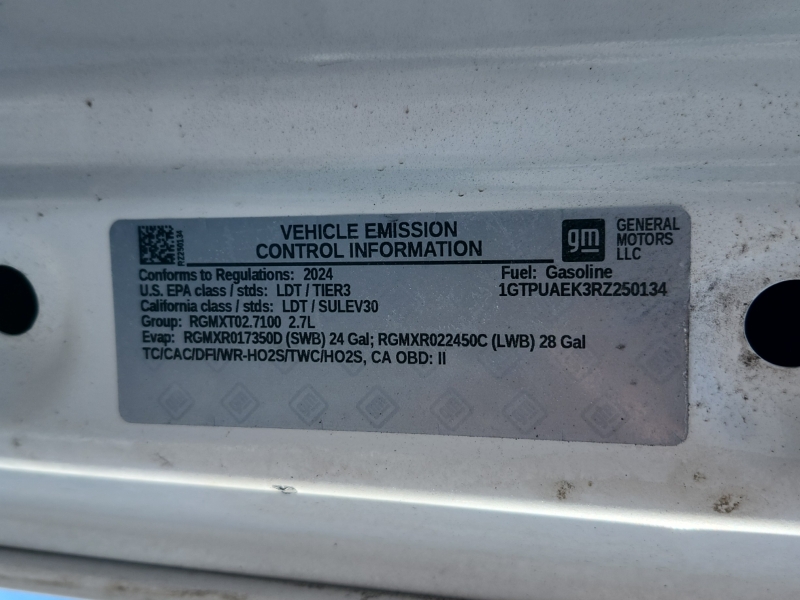 VEHICLE EMISSION
CONTROL INFORMATION
gm
GENERAL
MOTORS
LLC
RZ250134
Conforms to Regulations: 2024
Fuel: Gasoline
U.S. EPA class / stds: LDT / TIER3
1GTPUAEK3RZ250134
California class / stds: LDT / SULEV30
Group: RGMXT02.7100 2.7L
Evap: RGMXR017350D (SWB) 24 Gal; RGMXR022450C (LWB) 28 Gal
TC/CAC/DFI/WR-HO2S/TWC/HO2S, CA OBD: II